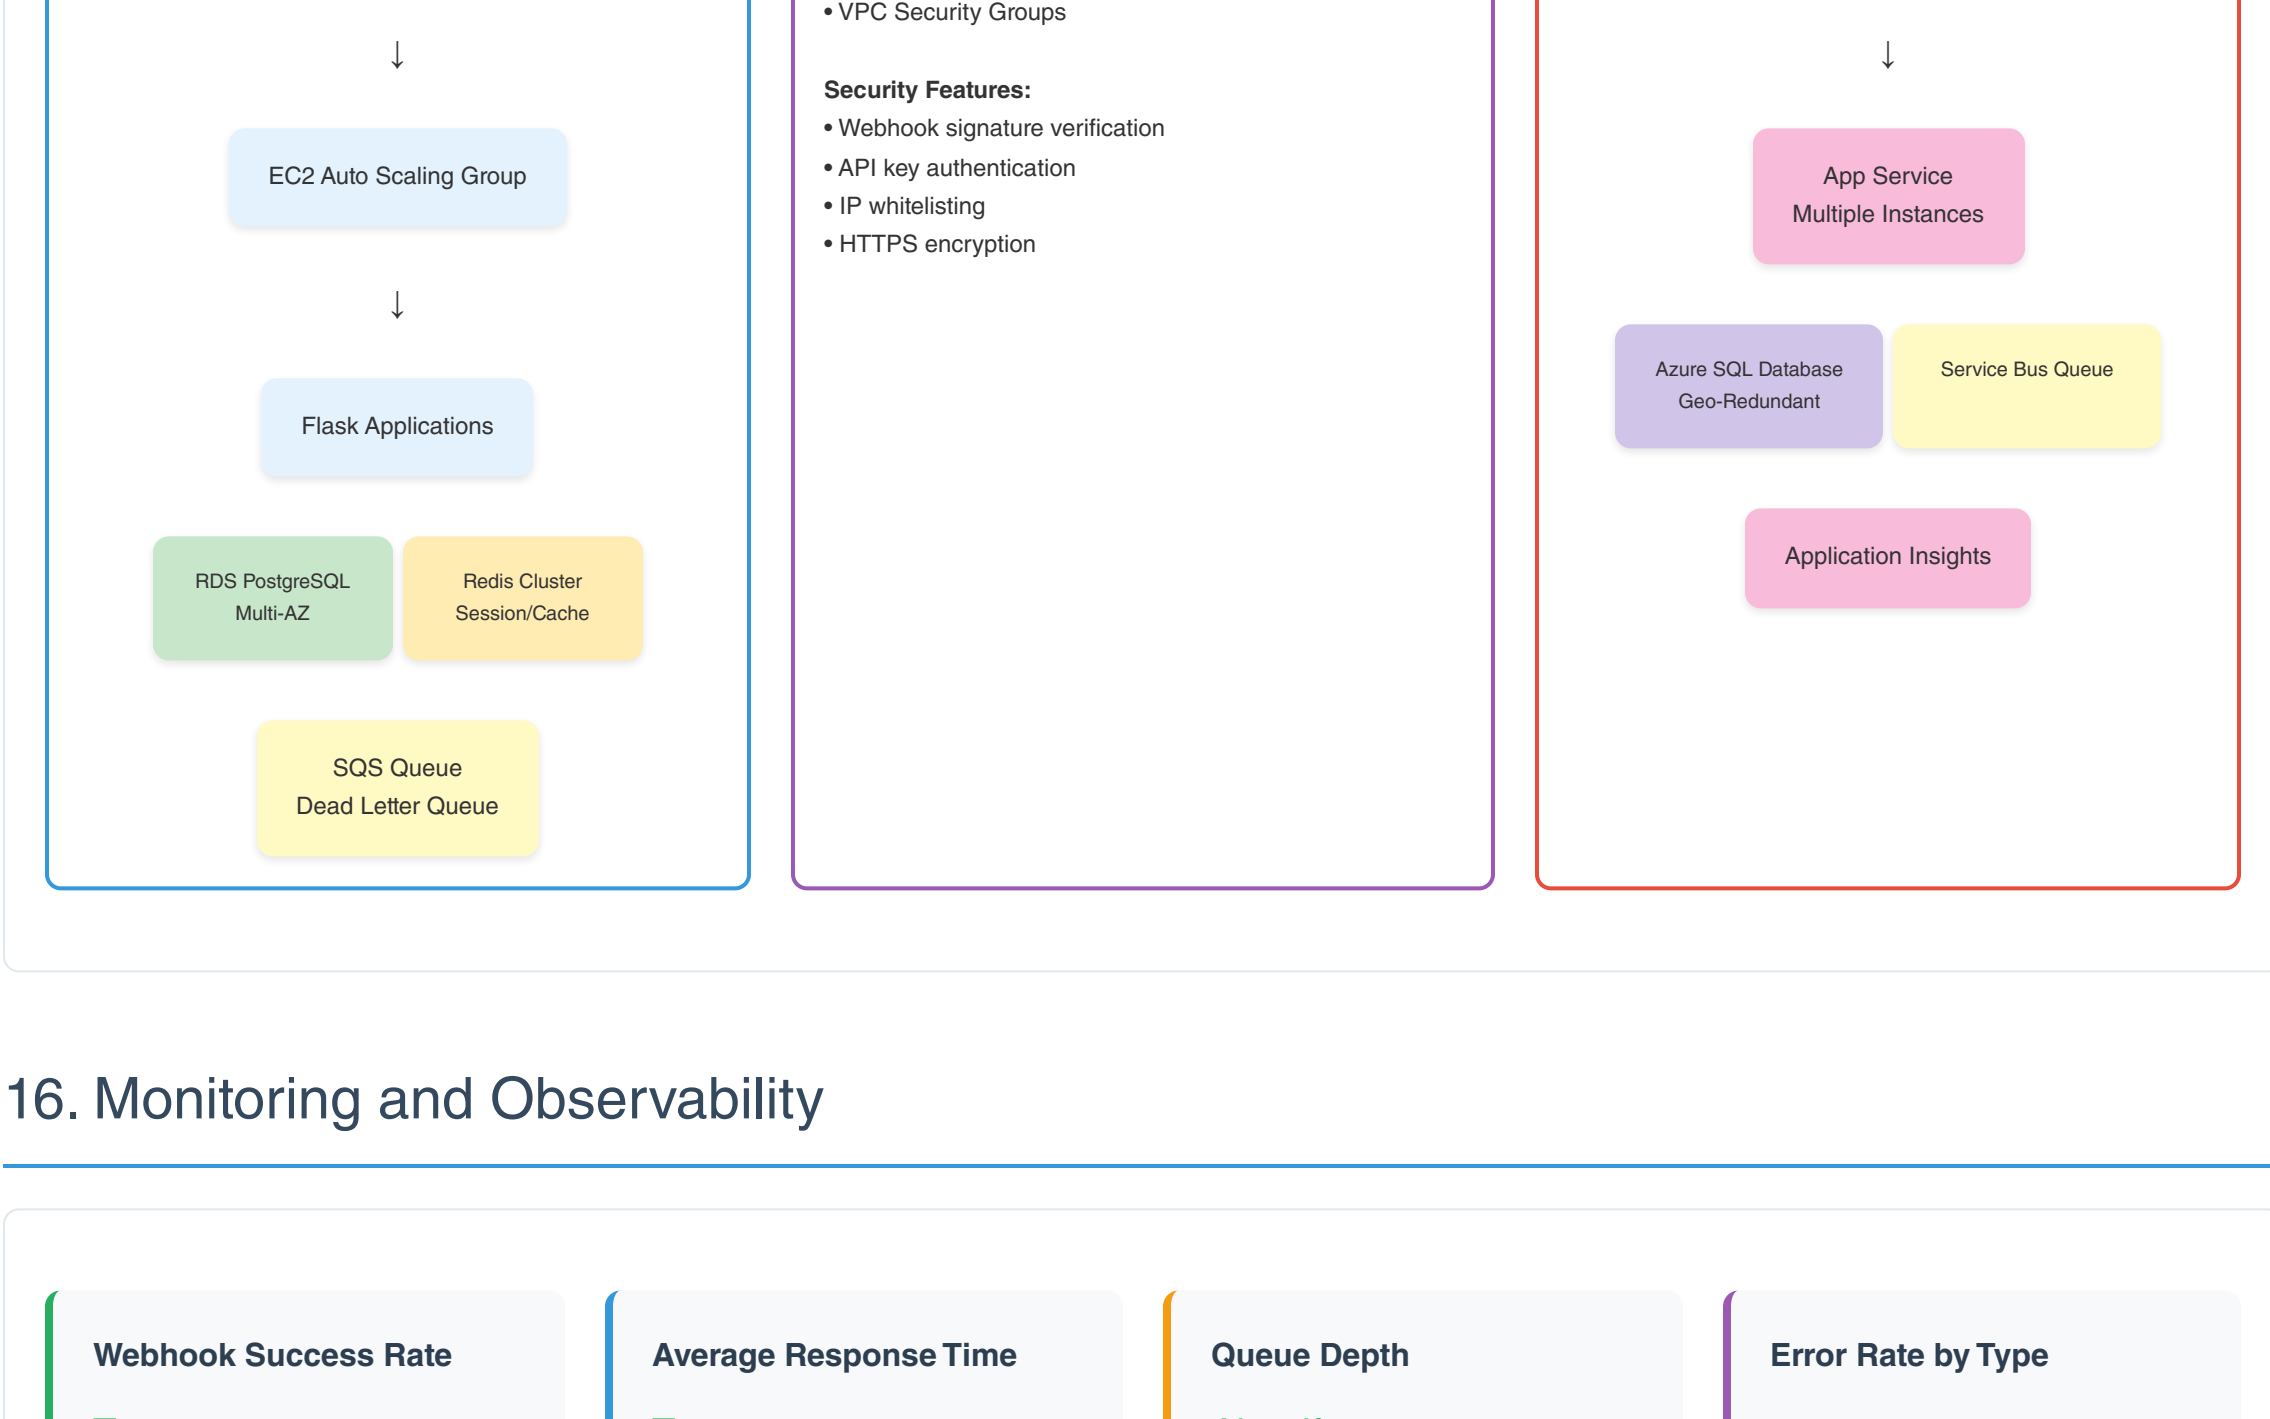 ↓
EC2 Auto Scaling Group
↓
Flask Applications
RDS PostgreSQL
Multi-AZ
Redis Cluster
Session/Cache
SQS Queue
Dead Letter Queue
• VPC Security Groups
Security Features:
• Webhook signature verification
• API key authentication
• IP whitelisting
• HTTPS encryption
↓
App Service
Multiple Instances
Azure SQL Database
Geo-Redundant
Service Bus Queue
Application Insights
16. Monitoring and Observability
Webhook Success Rate
Average Response Time
Queue Depth
Error Rate by Type